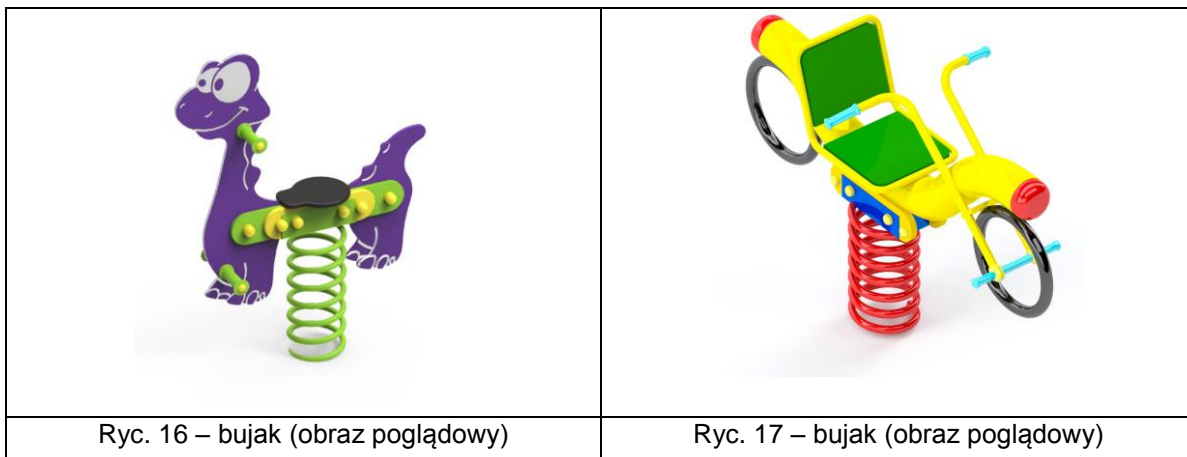 Ryc. 16 – bujak (obraz poglądowy)
Ryc. 17 – bujak (obraz poglądowy)